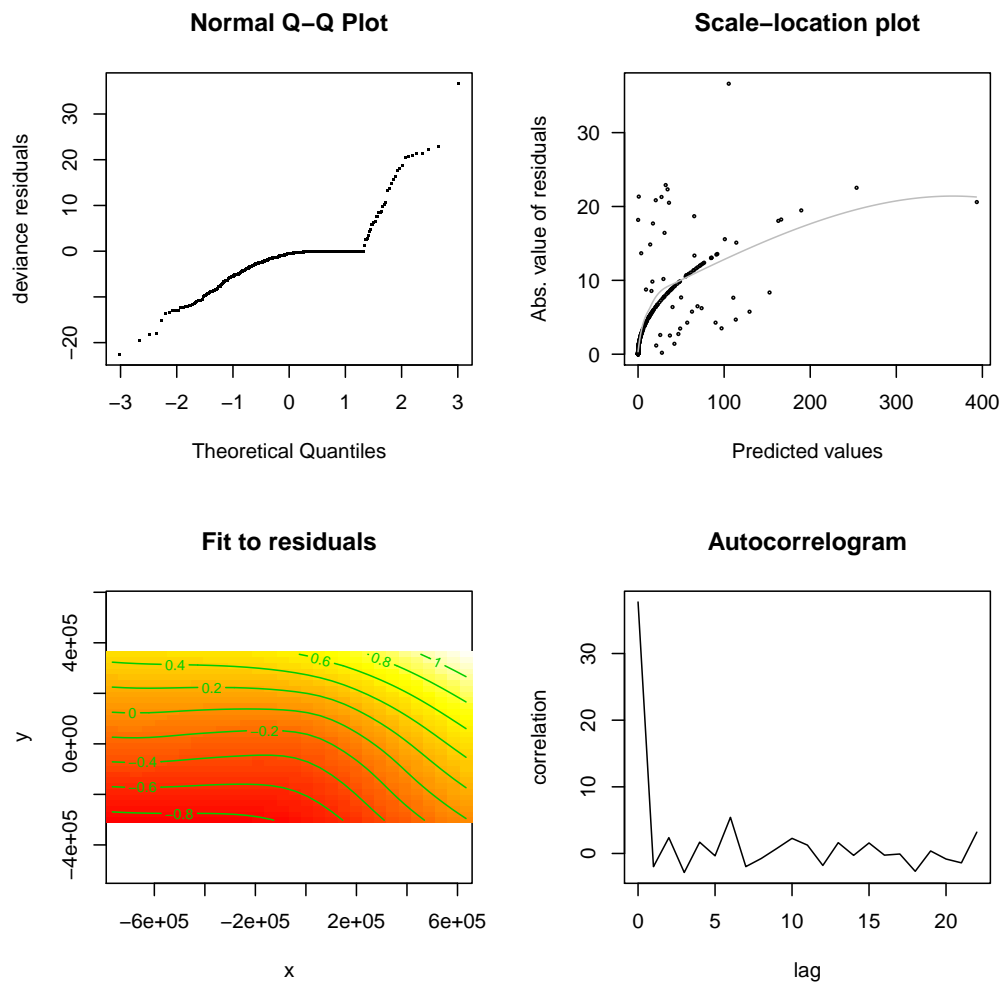 Normal Q−Q Plot
deviance residuals
−20
0
10
20
30
−3
−2
−1
0
1
2
3
Theoretical Quantiles
Scale−location plot
Abs. value of residuals
0
10
20
30
0
100
200
300
400
Predicted values
Fit to residuals
y
−4e+05
0e+00
4e+05
0.4
0.2
0
−0.2
−0.4
−0.6
−0.8
0.6
0.8
1
−6e+05
−2e+05
2e+05
6e+05
x
Autocorrelogram
correlation
0
10
20
30
0
5
10
15
20
lag